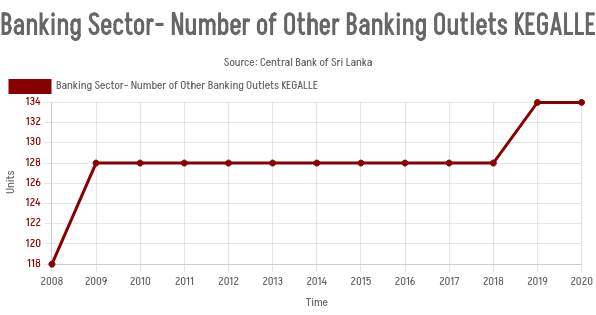 Banking Sector- Number of Other Banking Outlets KEGALLE
Source: Central Bank of Sri Lanka
Banking Sector- Number of Other Banking Outlets KEGALLE
134
132
130
128
126
124
122
120
118
Units
2008 2009 2010 2011 2012 2013 2014 2015 2016 2017 2018 2019 2020
Time